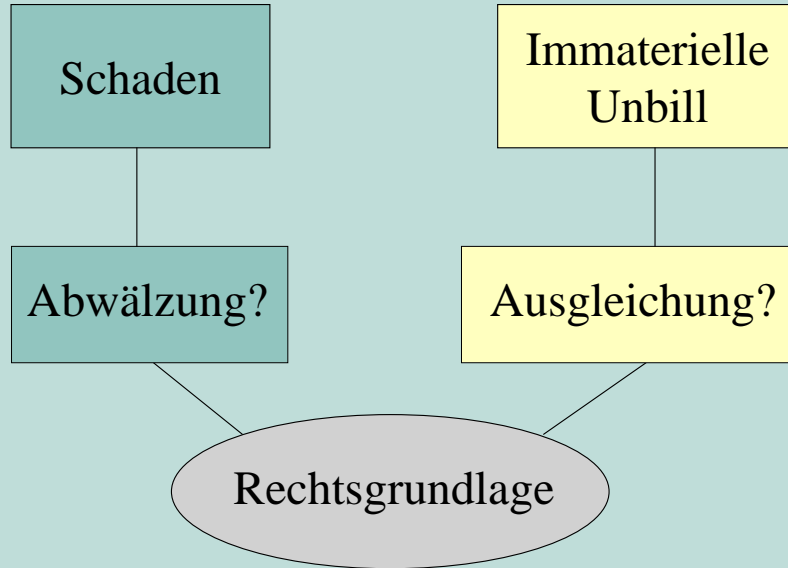 Schaden
Immaterielle
Unbill
Abwälzung?
Ausgleichung?
Rechtsgrundlage